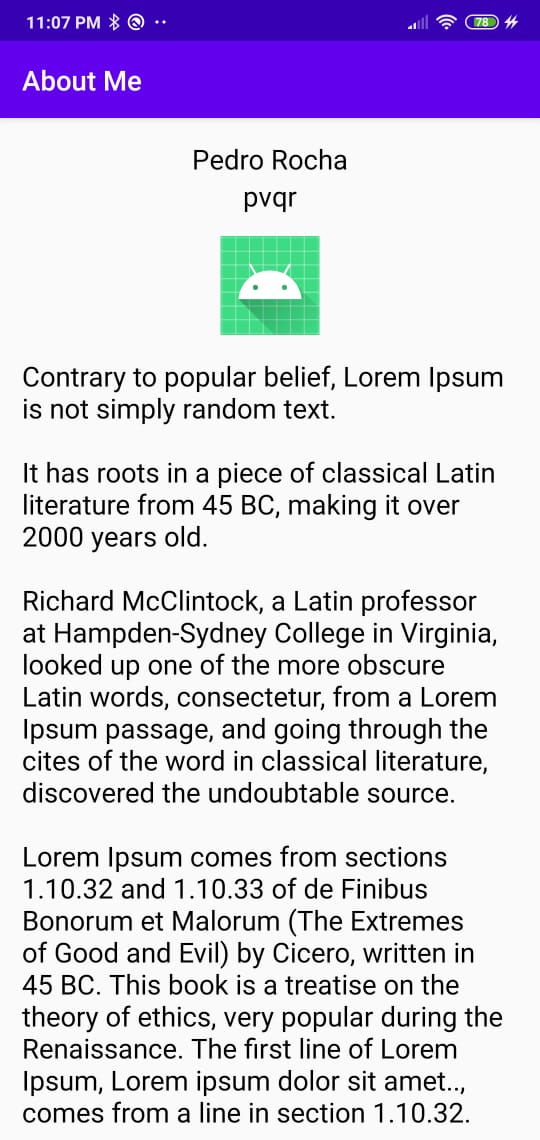 11:07 PM
78
About Me
Pedro Rocha
pvqr
Contrary to popular belief, Lorem Ipsum
is not simply random text.
It has roots in a piece of classical Latin
literature from 45 BC, making it over
2000 years old.
Richard McClintock, a Latin professor
at Hampden-Sydney College in Virginia,
looked up one of the more obscure
Latin words, consectetur, from a Lorem
Ipsum passage, and going through the
cites of the word in classical literature,
discovered the undoubtable source.
Lorem Ipsum comes from sections
1.10.32 and 1.10.33 of de Finibus
Bonorum et Malorum (The Extremes
of Good and Evil) by Cicero, written in
45 BC. This book is a treatise on the
theory of ethics, very popular during the
Renaissance. The first line of Lorem
Ipsum, Lorem ipsum dolor sit amet..,
comes from a line in section 1.10.32.